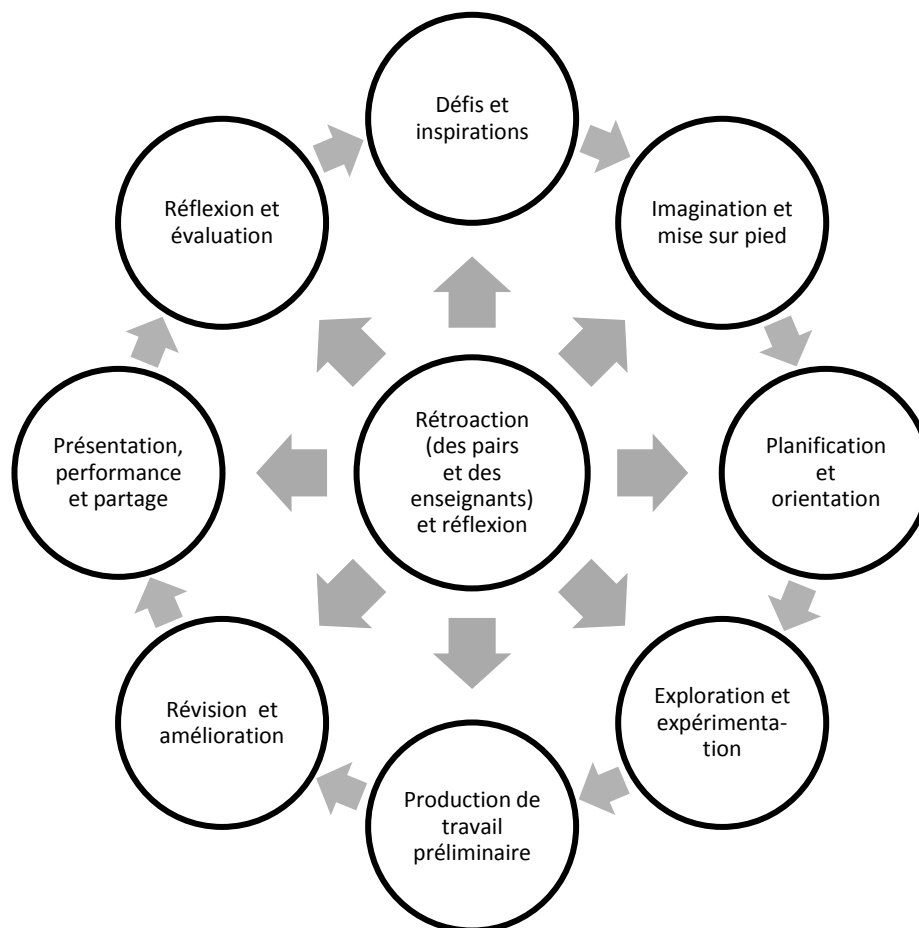 Défis et
inspirations
Imagination et
mise sur pied
Planification
et
orientation
Exploration et
expérimenta-
tion
Production de
travail
préliminaire
Révision et
amélioration
Présentation,
performance
et partage
Réflexion et
évaluation
Rétroaction
(des pairs
et des
enseignants)
et réflexion